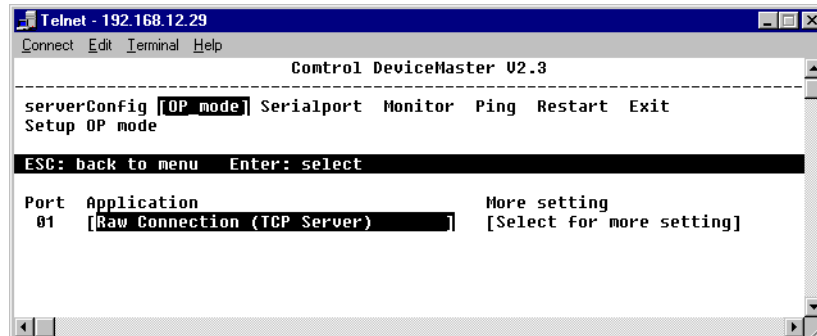 Telnet - 192.168.12.29
Connect Edit Terminal Help
Comtrol DeviceMaster V2.3
--------------------------------------------------------------------------------
serverConfig [OP_mode] Serialport Monitor Ping Restart Exit
Setup OP mode
ESC: back to menu Enter: select
Port Application More setting
01 [Raw Connection (TCP Server) ] [Select for more setting]